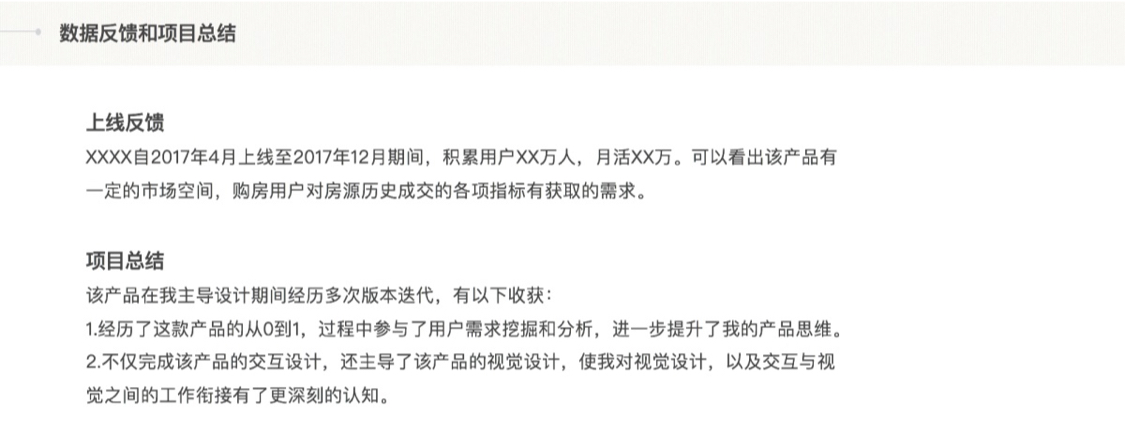 数据反馈和项目总结
上线反馈
XXXX自2017年4月上线至2017年12月期间，积累用户XX万人，月活XX万。可以看出该产品有
一定的市场空间，购房用户对房源历史成交的各项指标有获取的需求。
项目总结
该产品在我主导设计期间经历多次版本迭代，有以下收获：
1.经历了这款产品的从0到1，过程中参与了用户需求挖掘和分析，进一步提升了我的产品思维。
2.不仅完成该产品的交互设计，还主导了该产品的视觉设计，使我对视觉设计，以及交互与视
觉之间的工作衔接有了更深刻的认知。